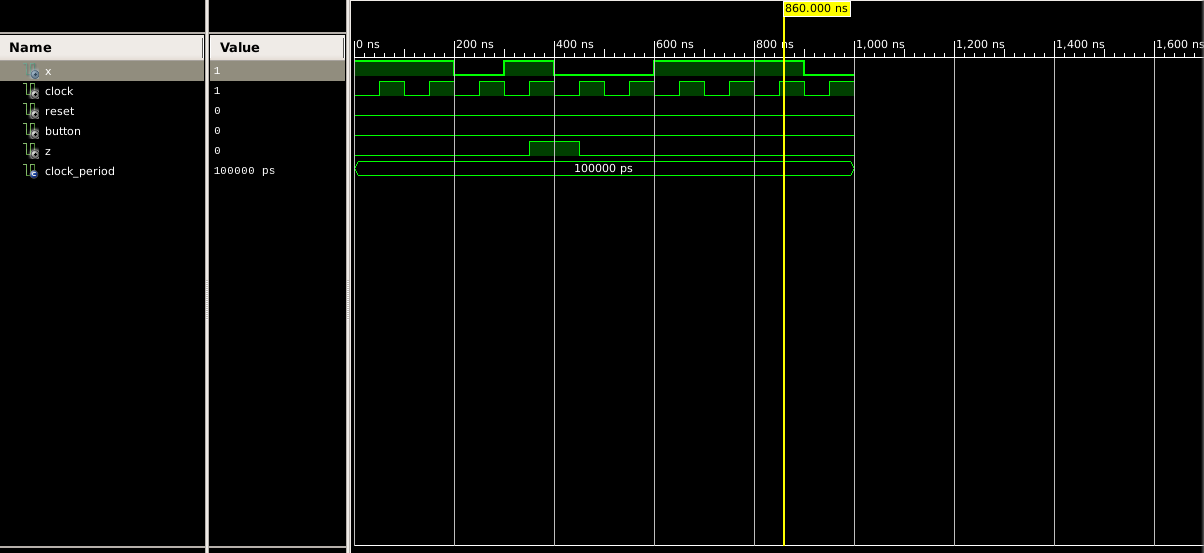 860.000 ns
Name Value
0 ns 200 ns 400 ns 600 ns 800 ns 1,000 ns 1,200 ns 1,400 ns 1,600 ns
x 1
clock 1
reset 0
button 0
z 0
clock_period 100000 ps 100000 ps